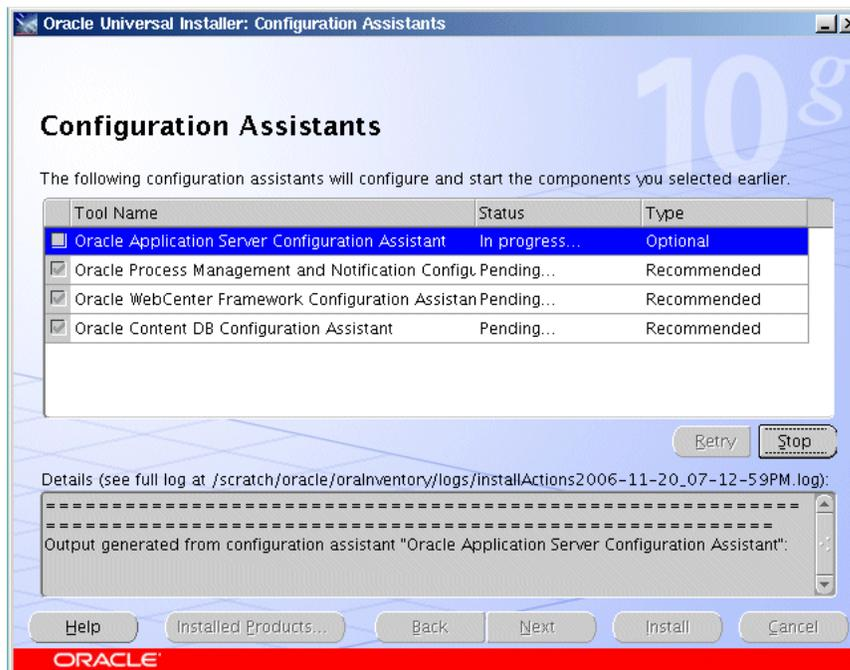 Oracle Universal Installer: Configuration Assistants
10g
Configuration Assistants
The following configuration assistants will configure and start the components you selected earlier.
Tool Name Status Type
Oracle Application Server Configuration Assistant In progress... Optional
Oracle Process Management and Notification Configu Pending... Recommended
Oracle WebCenter Framework Configuration Assistan Pending... Recommended
Oracle Content DB Configuration Assistant Pending... Recommended
Retry Stop
Details (see full log at /scratch/oracle/oraInventory/logs/installActions2006-11-20_07-12-59PM.log):
Output generated from configuration assistant "Oracle Application Server Configuration Assistant":
Help Installed Products... Back Next Install Cancel
ORACLE